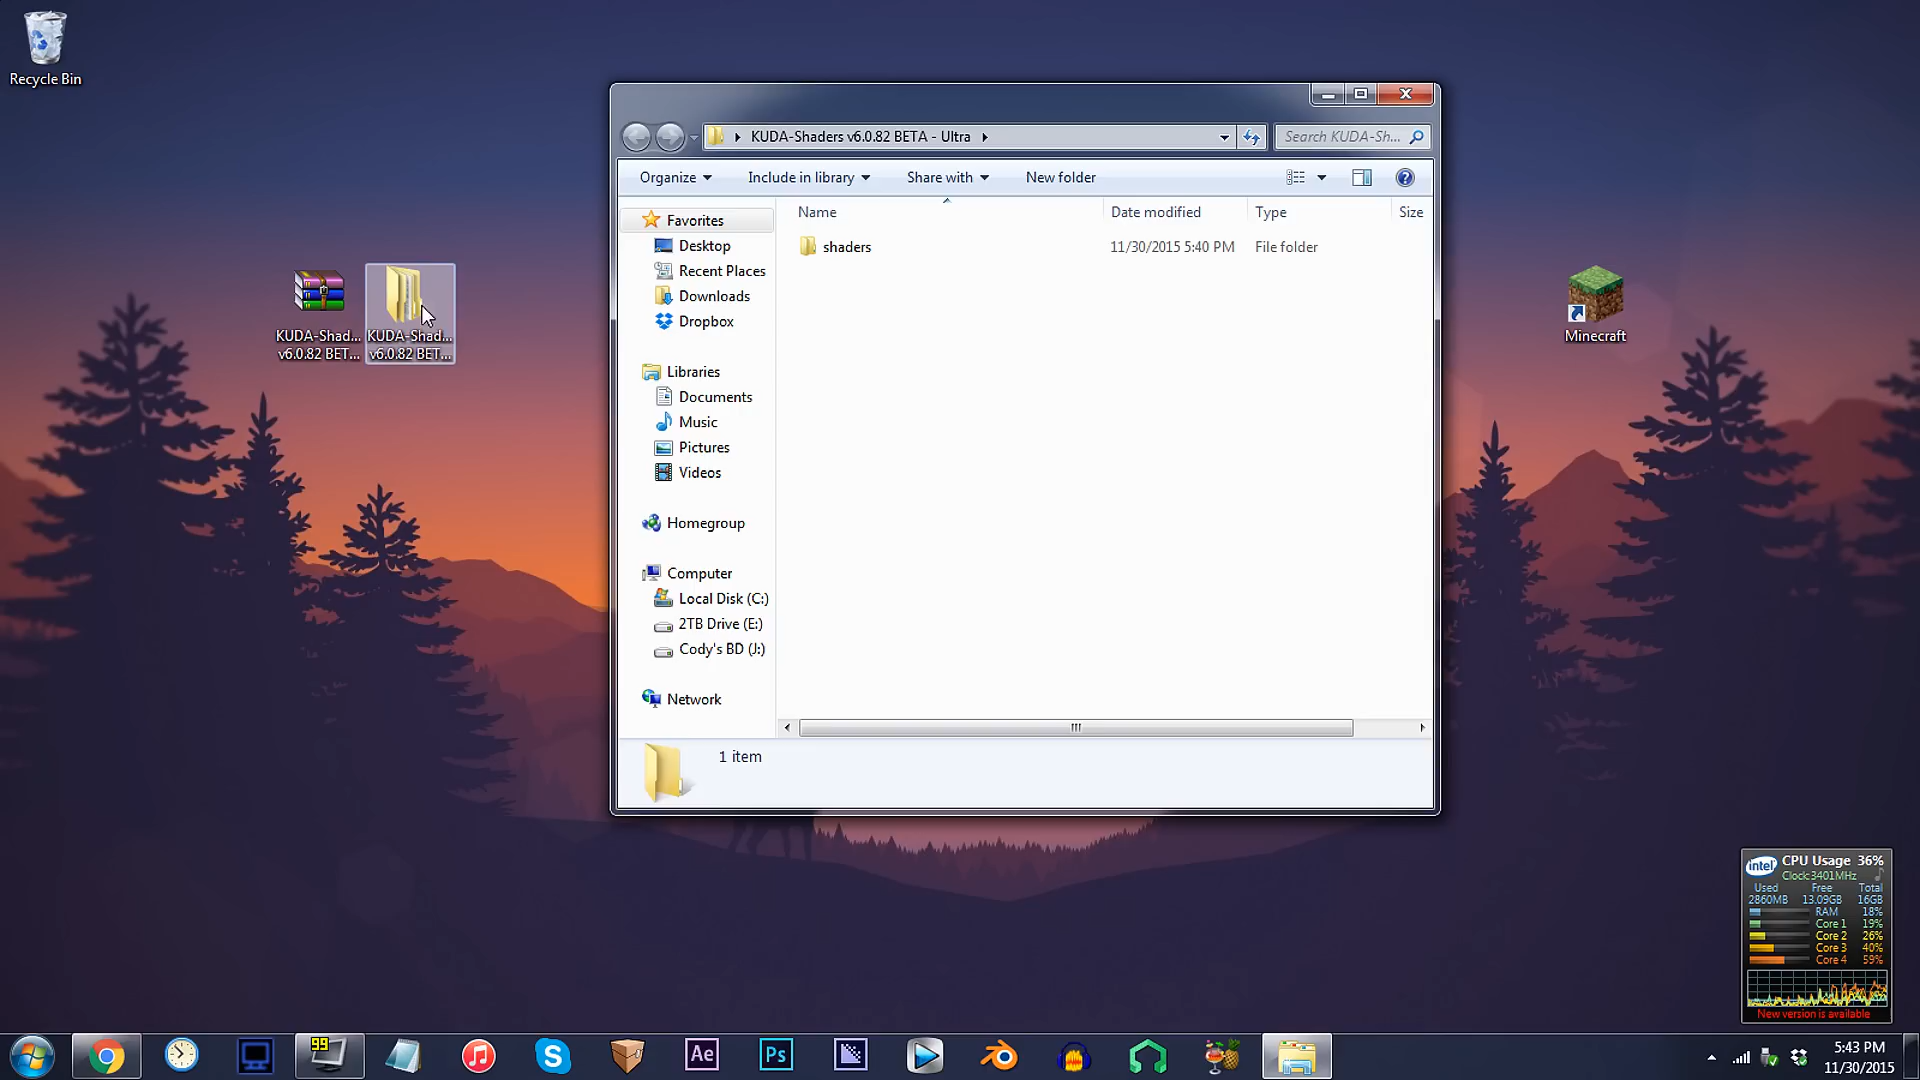 Recycle Bin
KUDA-Shad...
v6.0.82 BET...
KUDA-Shad...
v6.0.82 BET...
KUDA-Shaders v6.0.82 BETA - Ultra
Search KUDA-Sh...
Organize
Include in library
Share with
New folder
Name
Date modified
Type
Size
shaders
11/30/2015 5:40 PM
File folder
Favorites
Desktop
Recent Places
Downloads
Dropbox
Libraries
Documents
Music
Pictures
Videos
Homegroup
Computer
Local Disk (C:)
2TB Drive (E:)
Cody's BD (J:)
Network
1 item
Minecraft
intel CPU Usage 36%
Clock:3401MHz
Used Free Total
2860MB 13.09GB 16GB
RAM 18%
Core 1 19%
Core 2 26%
Core 3 40%
Core 4 59%
New version is available
99
Ae
Ps
5:43 PM
11/30/2015